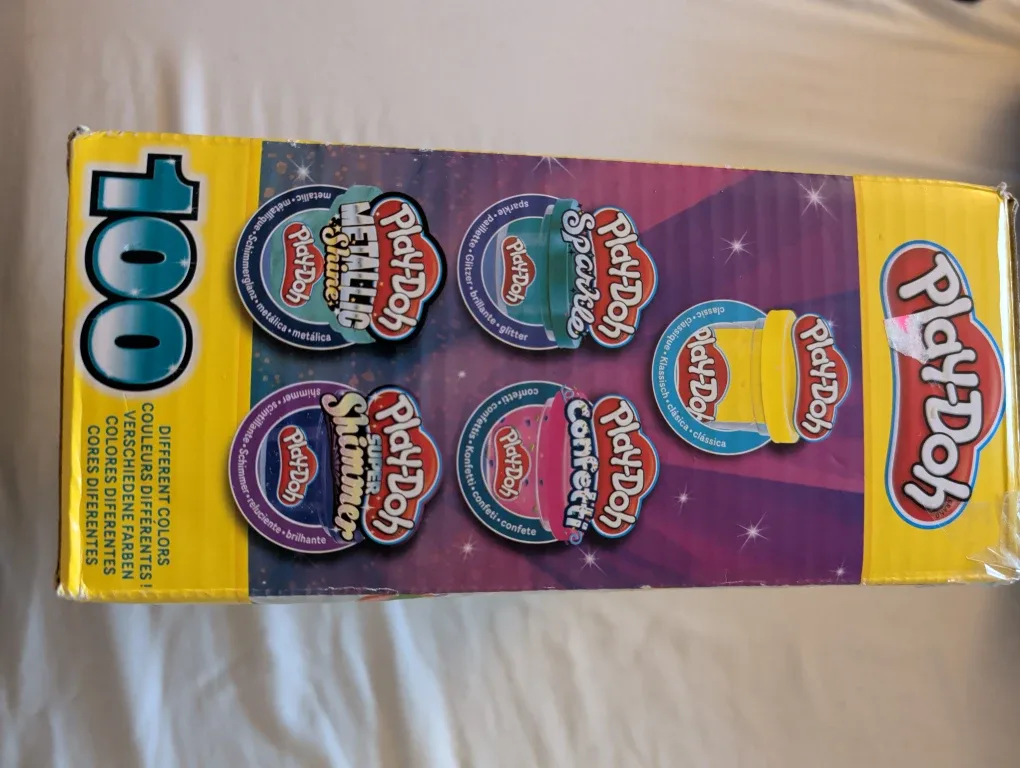 PLAY-DOH
classic • classique • Klassisch • clásica • clássica
PLAY-DOH
PLAY-DOH
sparkle • pailletée • Glitzer • brillante • glitter
PLAY-DOH
Sparkle
PLAY-DOH
confetti • confettis • Konfetti • confeti • confete
PLAY-DOH
confetti
PLAY-DOH
metallic • métallique • Schimmerglanz • metálica • metálica
PLAY-DOH
METALLIC
Shine
PLAY-DOH
shimmer • scintillante • Schimmer • reluciente • brilhante
PLAY-DOH
SUPER
Shimmer
PLAY-DOH
100
DIFFERENT COLORS
COULEURS DIFFÉRENTES !
VERSCHIEDENE FARBEN
COLORES DIFERENTES
CORES DIFERENTES